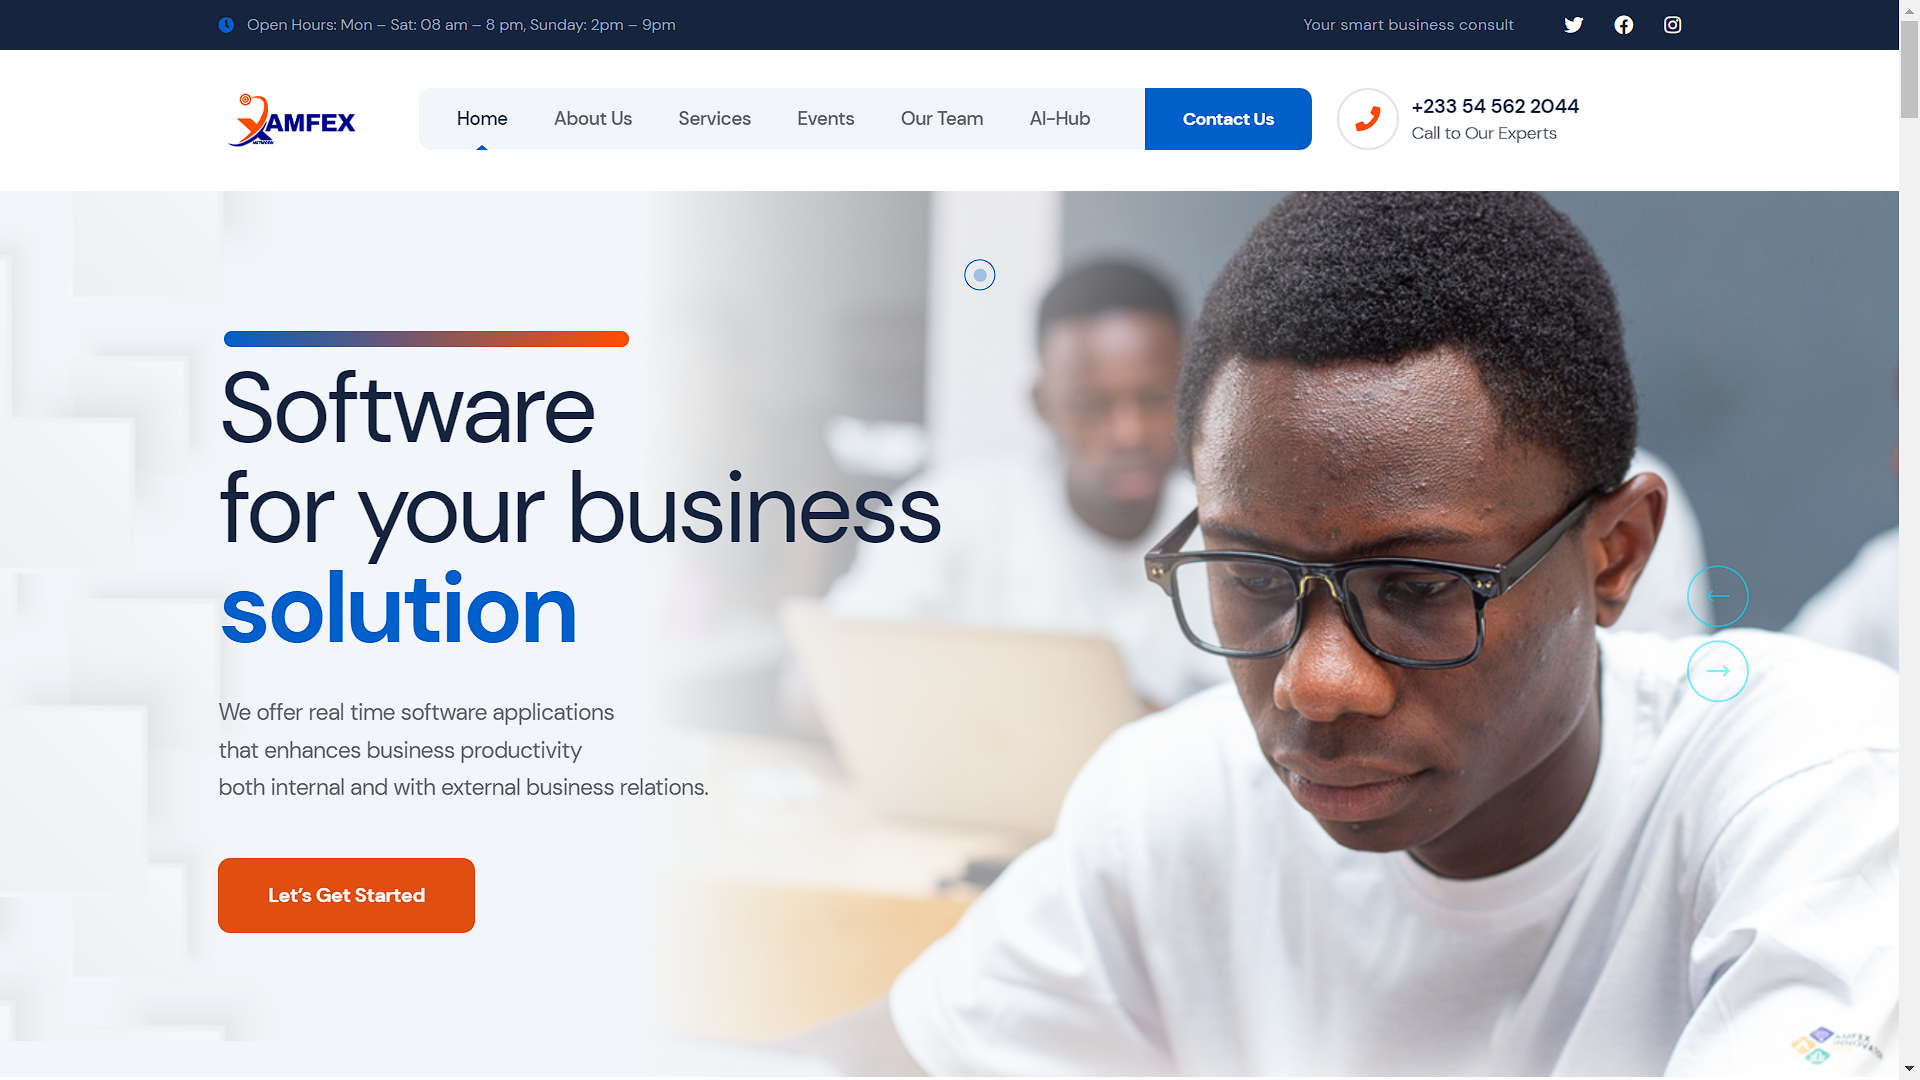 Open Hours: Mon – Sat: 08 am – 8 pm, Sunday: 2pm – 9pm
Your smart business consult
XAMFEX
NETWORK
Home
About Us
Services
Events
Our Team
AI-Hub
Contact Us
+233 54 562 2044
Call to Our Experts
Software
for your business
solution
We offer real time software applications
that enhances business productivity
both internal and with external business relations.
Let's Get Started